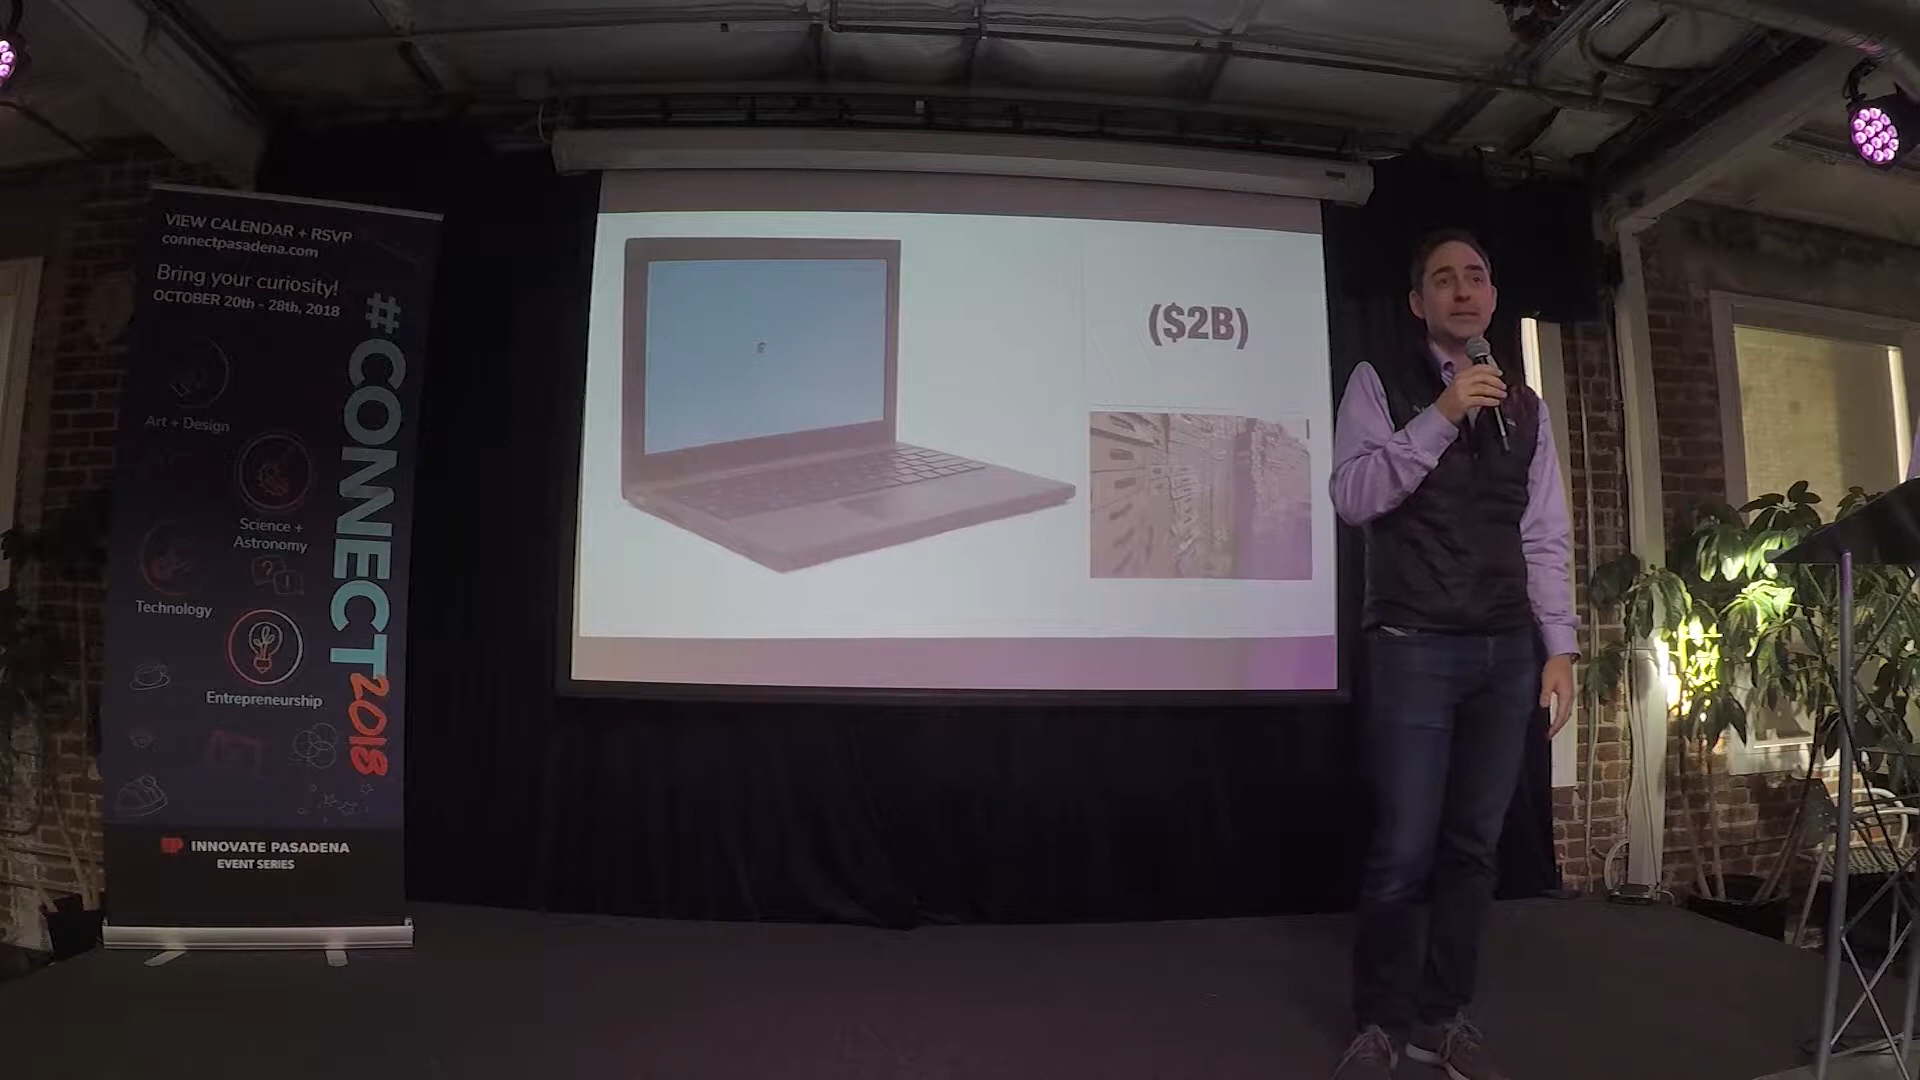 VIEW CALENDAR + RSVP
connectpasadena.com
Bring your curiosity!
OCTOBER 20th - 28th, 2018
#CONNECT2018
Art + Design
Science +
Astronomy
Technology
Entrepreneurship
INNOVATE PASADENA
EVENT SERIES
($2B)